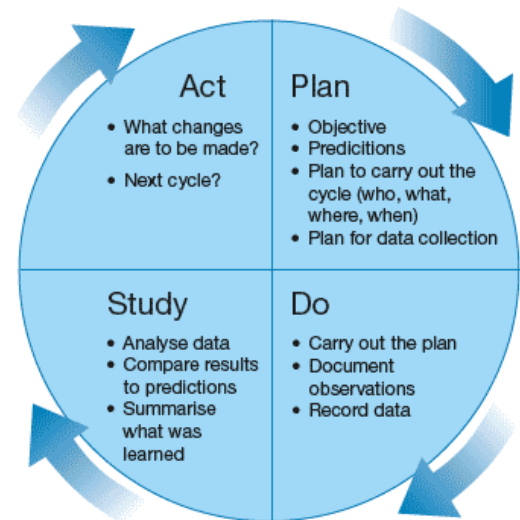 Act
• What changes
are to be made?
• Next cycle?
Plan
• Objective
• Predicitions
• Plan to carry out the
cycle (who, what,
where, when)
• Plan for data collection
Study
• Analyse data
• Compare results
to predictions
• Summarise
what was
learned
Do
• Carry out the plan
• Document
observations
• Record data